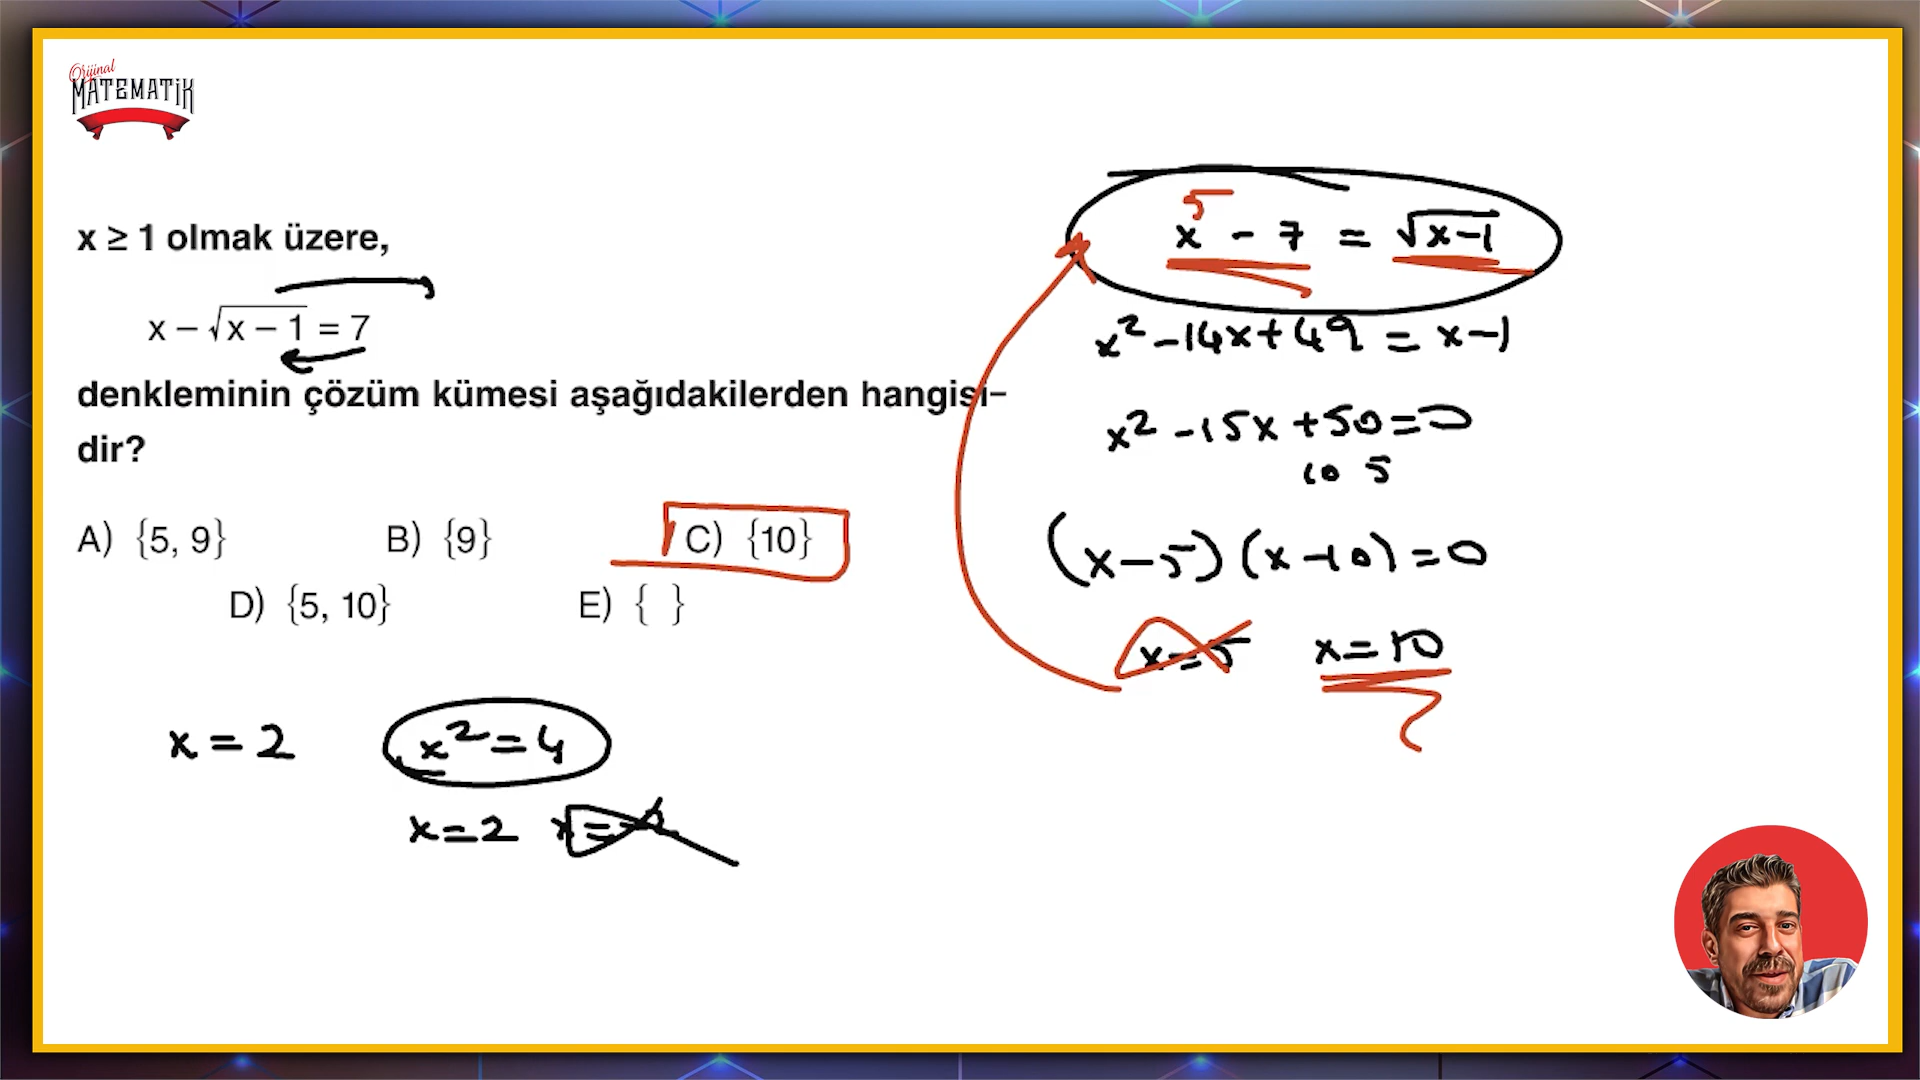 Orijinal
MATEMATİK
x ≥ 1 olmak üzere,
x – √x – 1 = 7
denkleminin çözüm kümesi aşağıdakilerden hangisi–
dir?
A) {5, 9} B) {9} C) {10}
D) {5, 10} E) { }
x = 2 x² = 4
x = 2
5
x - 7 = √x-1
x² - 14x + 49 = x - 1
x² - 15x + 50 = 0
10 5
(x - 5) (x - 10) = 0
x = 5 x = 10